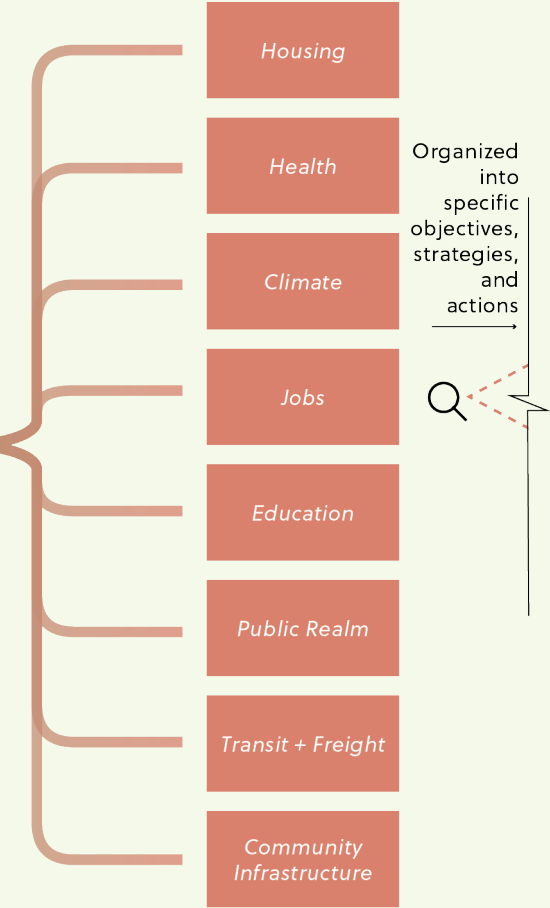 Housing
Health
Organized
into
specific
objectives,
strategies,
and
actions
Climate
Jobs
Education
Public Realm
Transit + Freight
Community
Infrastructure